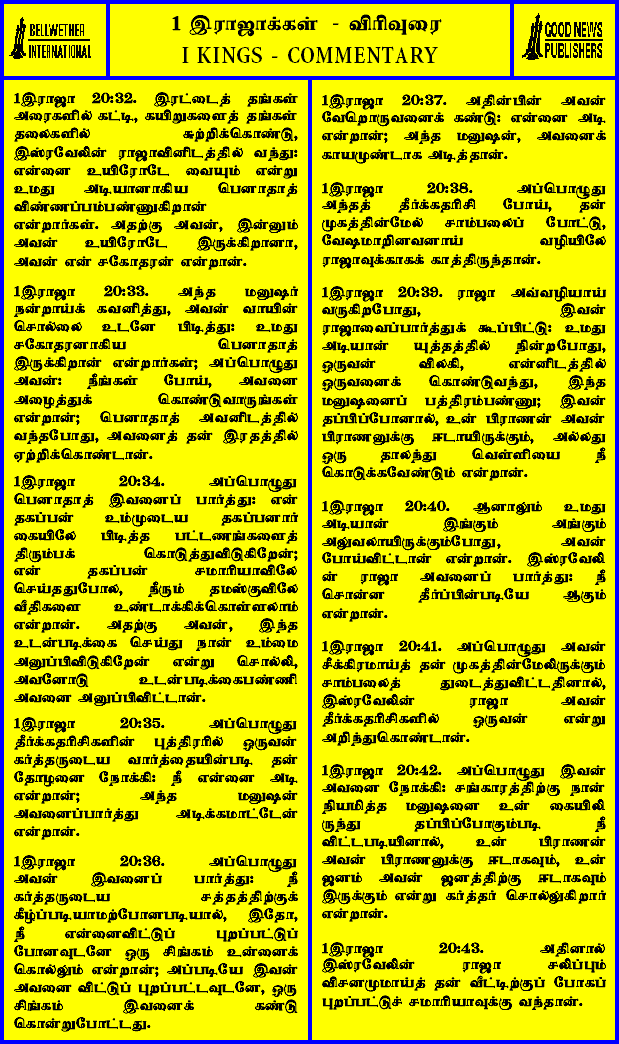 BELLWETHER
INTERNATIONAL
1 இராஜாக்கள் - விரிவுரை
I KINGS - COMMENTARY
GOOD NEWS
PUBLISHERS
1இராஜா 20:32. இரட்டைத் தங்கள்
அரைகளில் கட்டி, கயிறுகளைத் தங்கள்
தலைகளில் சுற்றிக்கொண்டு,
இஸ்ரவேலின் ராஜாவினிடத்தில் வந்து:
என்னை உயிரோடே வையும் என்று
உமது அடியானாகிய பெனாதாத்
விண்ணப்பம்பண்ணுகிறான்
என்றார்கள். அதற்கு அவன், இன்னும்
அவன் உயிரோடே இருக்கிறானா,
அவன் என் சகோதரன் என்றான்.
1இராஜா 20:33. அந்த மனுஷர்
நன்றாய்க் கவனித்து, அவன் வாயின்
சொல்லை உடனே பிடித்து: உமது
சகோதரனாகிய பெனாதாத்
இருக்கிறான் என்றார்கள்; அப்பொழுது
அவன்: நீங்கள் போய், அவனை
அழைத்துக் கொண்டுவாருங்கள்
என்றான்; பெனாதாத் அவனிடத்தில்
வந்தபோது, அவனைத் தன் இரதத்தில்
ஏற்றிக்கொண்டான்.
1இராஜா 20:34. அப்பொழுது
பெனாதாத் இவனைப் பார்த்து: என்
தகப்பன் உம்முடைய தகப்பனார்
கையிலே பிடித்த பட்டணங்களைத்
திரும்பக் கொடுத்துவிடுகிறேன்;
என் தகப்பன் சமாரியாவிலே
செய்ததுபோல, நீரும் தமஸ்குவிலே
வீதிகளை உண்டாக்கிக்கொள்ளலாம்
என்றான். அதற்கு அவன், இந்த
உடன்படிக்கை செய்து நான் உம்மை
அனுப்பிவிடுகிறேன் என்று சொல்லி,
அவனோடு உடன்படிக்கைபண்ணி
அவனை அனுப்பிவிட்டான்.
1இராஜா 20:35. அப்பொழுது
தீர்க்கதரிசிகளின் புத்திரரில் ஒருவன்
கர்த்தருடைய வார்த்தையின்படி தன்
தோழனை நோக்கி: நீ என்னை அடி
என்றான்; அந்த மனுஷன்
அவனைப்பார்த்து அடிக்கமாட்டேன்
என்றான்.
1இராஜா 20:36. அப்பொழுது
அவன் இவனைப் பார்த்து: நீ
கர்த்தருடைய சத்தத்திற்குக்
கீழ்ப்படியாமற்போனபடியால், இதோ,
நீ என்னைவிட்டுப் புறப்பட்டுப்
போனவுடனே ஒரு சிங்கம் உன்னைக்
கொல்லும் என்றான்; அப்படியே இவன்
அவனை விட்டுப் புறப்பட்டவுடனே, ஒரு
சிங்கம் இவனைக் கண்டு
கொன்றுபோட்டது.
1இராஜா 20:37. அதின்பின் அவன்
வேறொருவனைக் கண்டு: என்னை அடி
என்றான்; அந்த மனுஷன், அவனைக்
காயமுண்டாக அடித்தான்.
1இராஜா 20:38. அப்பொழுது
அந்தத் தீர்க்கதரிசி போய், தன்
முகத்தின்மேல் சாம்பலைப் போட்டு,
வேஷமாறினவனாய் வழியிலே
ராஜாவுக்காகக் காத்திருந்தான்.
1இராஜா 20:39. ராஜா அவ்வழியாய்
வருகிறபோது, இவன்
ராஜாவைப்பார்த்துக் கூப்பிட்டு: உமது
அடியான் யுத்தத்தில் நின்றபோது,
ஒருவன் விலகி, என்னிடத்தில்
ஒருவனைக் கொண்டுவந்து, இந்த
மனுஷனைப் பத்திரம்பண்ணு; இவன்
தப்பிப்போனால், உன் பிராணன் அவன்
பிராணனுக்கு ஈடாயிருக்கும், அல்லது
ஒரு தாலந்து வெள்ளியை நீ
கொடுக்கவேண்டும் என்றான்.
1இராஜா 20:40. ஆனாலும் உமது
அடியான் இங்கும் அங்கும்
அலுவலாயிருக்கும்போது, அவன்
போய்விட்டான் என்றான். இஸ்ரவேலி
ன் ராஜா அவனைப் பார்த்து: நீ
சொன்ன தீர்ப்பின்படியே ஆகும்
என்றான்.
1இராஜா 20:41. அப்பொழுது அவன்
சீக்கிரமாய்த் தன் முகத்தின்மேலிருக்கும்
சாம்பலைத் துடைத்துவிட்டதினால்,
இஸ்ரவேலின் ராஜா அவன்
தீர்க்கதரிசிகளில் ஒருவன் என்று
அறிந்துகொண்டான்.
1இராஜா 20:42. அப்பொழுது இவன்
அவனை நோக்கி: சங்காரத்திற்கு நான்
நியமித்த மனுஷனை உன் கையிலி
ருந்து தப்பிப்போகும்படி நீ
விட்டபடியினால், உன் பிராணன்
அவன் பிராணனுக்கு ஈடாகவும், உன்
ஜனம் அவன் ஜனத்திற்கு ஈடாகவும்
இருக்கும் என்று கர்த்தர் சொல்லுகிறார்
என்றான்.
1இராஜா 20:43. அதினால்
இஸ்ரவேலின் ராஜா சலிப்பும்
விசனமுமாய்த் தன் வீட்டிற்குப் போகப்
புறப்பட்டுச் சமாரியாவுக்கு வந்தான்.